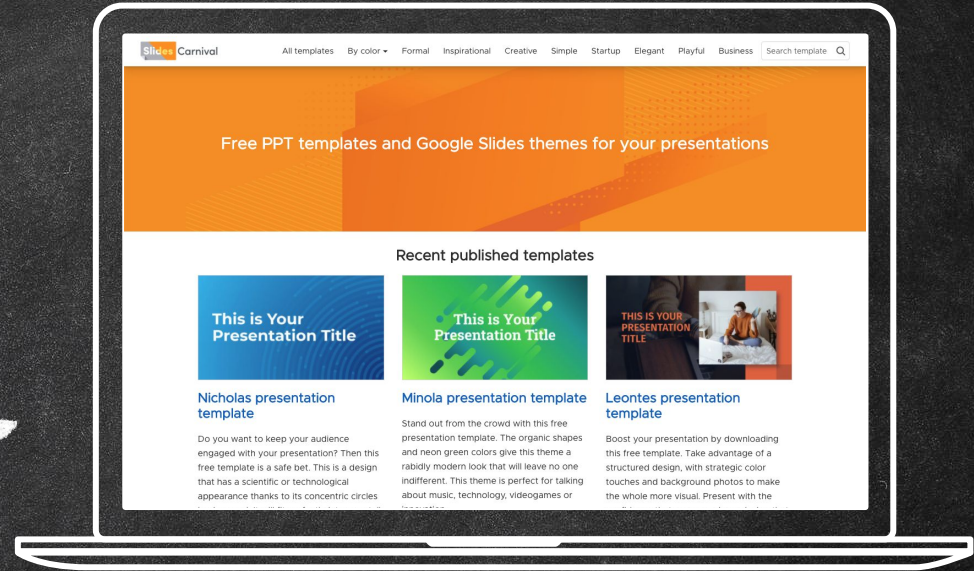 Slides Carnival
All templates By color Formal Inspirational Creative Simple Startup Elegant Playful Business Search template
Free PPT templates and Google Slides themes for your presentations
Recent published templates
This is Your
Presentation Title
Nicholas presentation
template
Do you want to keep your audience
engaged with your presentation? Then this
free template is a safe bet. This is a design
that has a scientific or technological
appearance thanks to its concentric circles
This is Your
Presentation Title
Minola presentation template
Stand out from the crowd with this free
presentation template. The organic shapes
and neon green colors give this theme a
rabidly modern look that will leave no one
indifferent. This theme is perfect for talking
about music, technology, videogames or
THIS IS YOUR
PRESENTATION
TITLE
Leontes presentation
template
Boost your presentation by downloading
this free template. Take advantage of a
structured design, with strategic color
touches and background photos to make
the whole more visual. Present with the